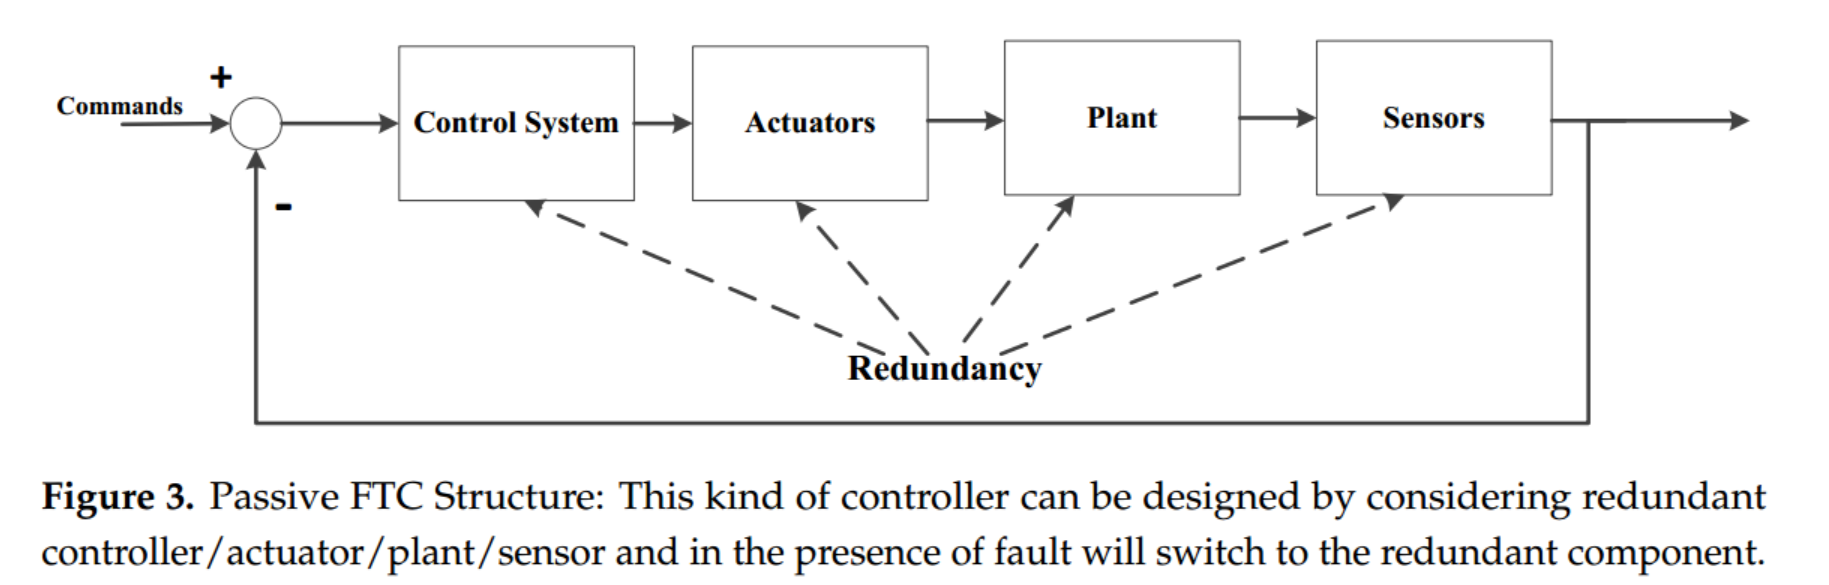 +
Commands
Control System
Actuators
Plant
Sensors
-
Redundancy
Figure 3. Passive FTC Structure: This kind of controller can be designed by considering redundant
controller/actuator/plant/sensor and in the presence of fault will switch to the redundant component.